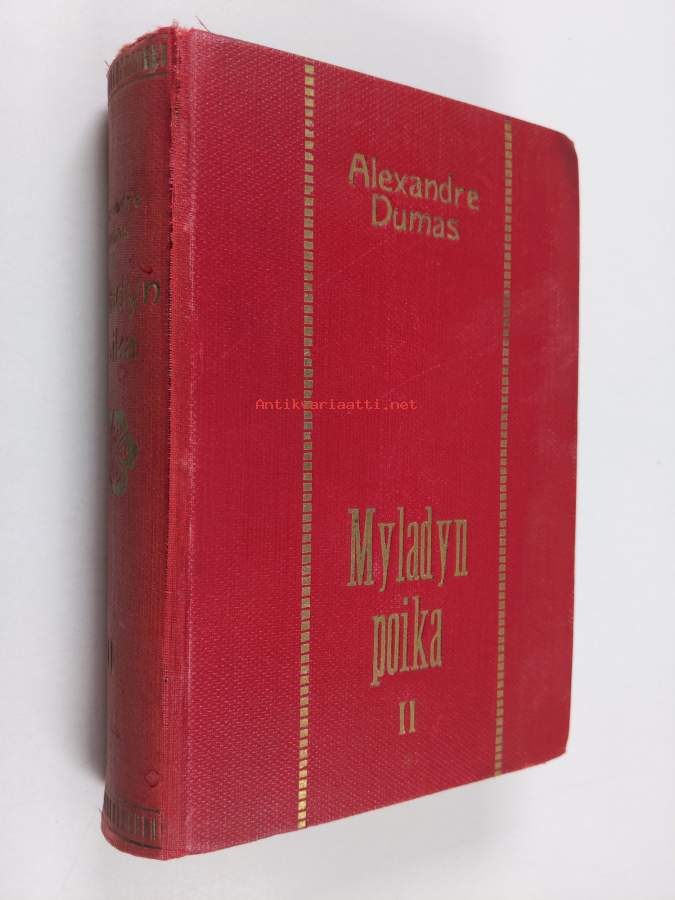 Alexandre
Dumas
Myladyn
poika
II
Antikvariaatti.net